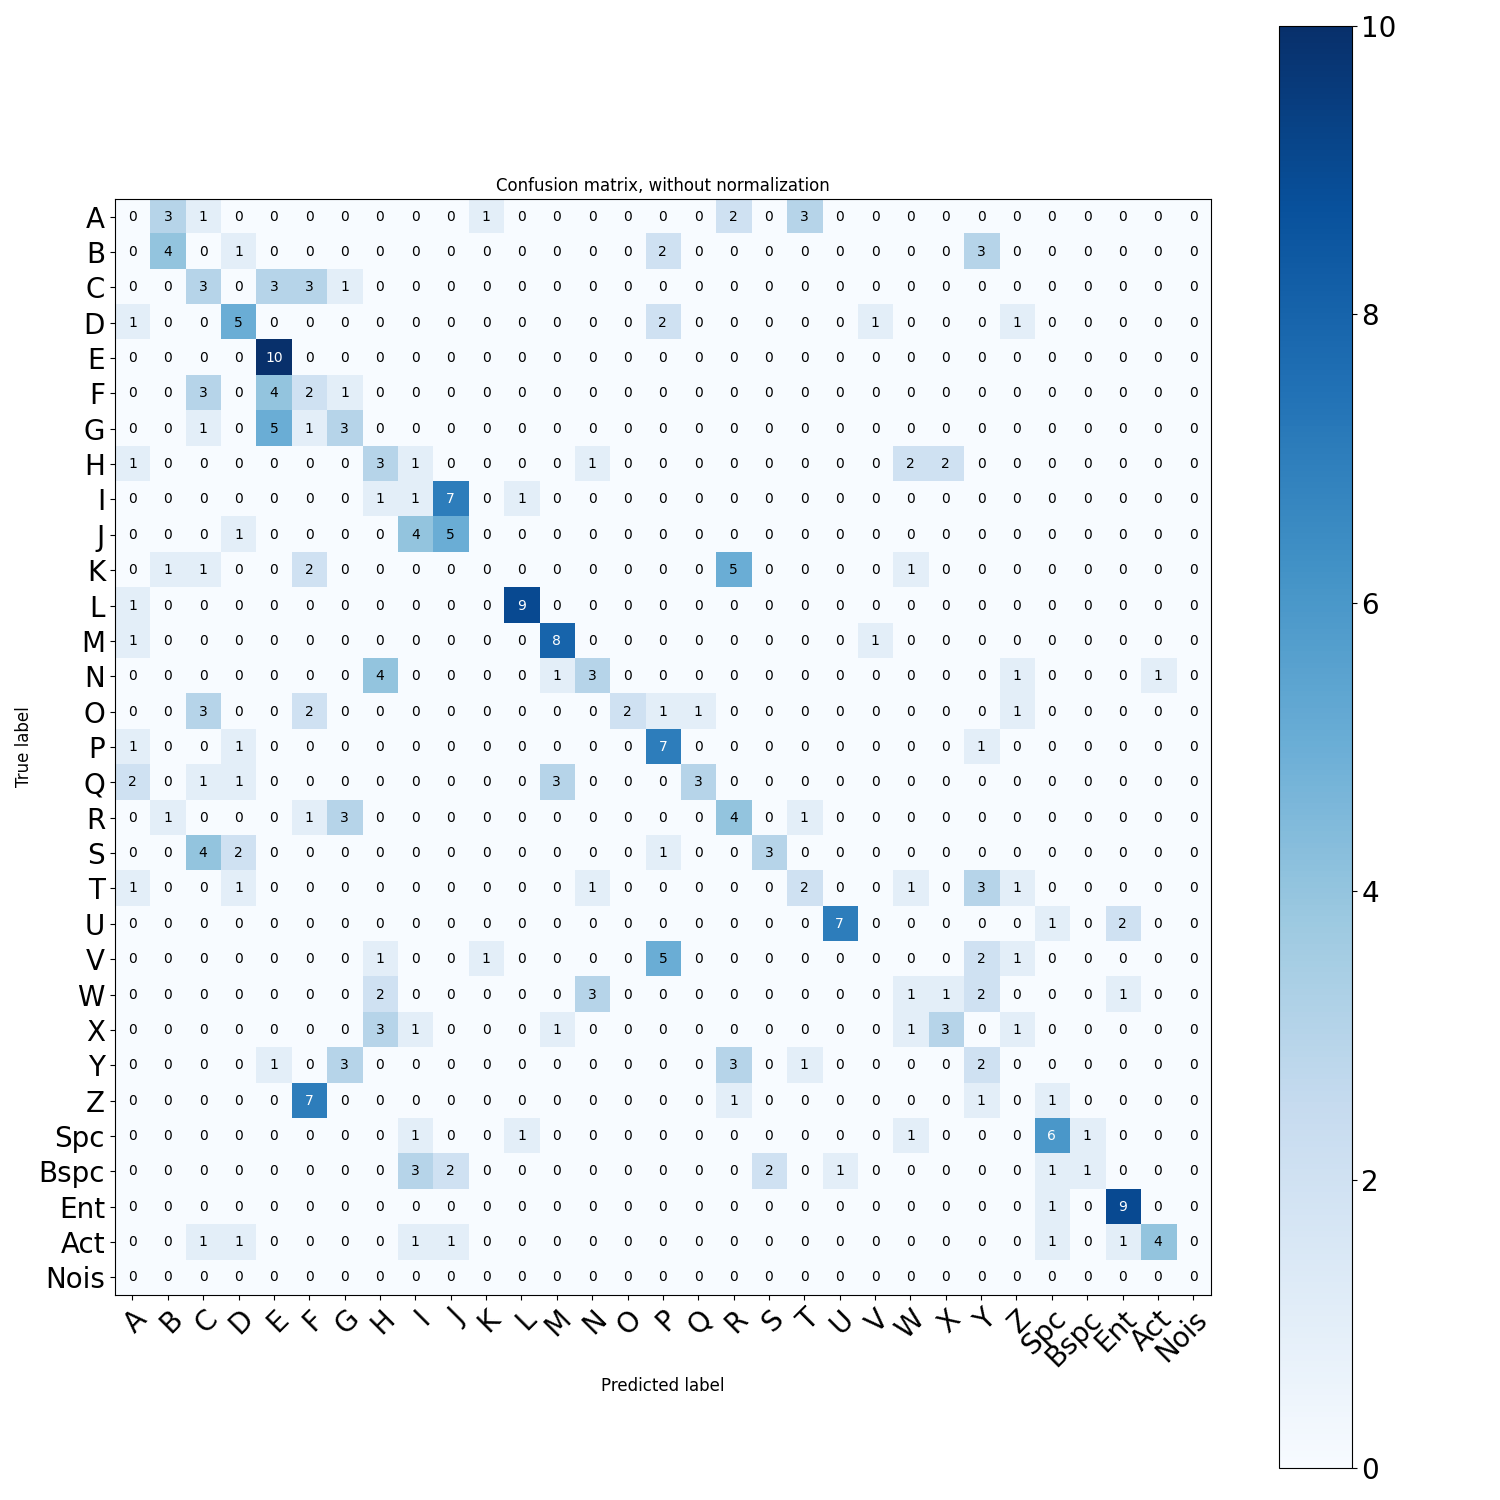 Confusion matrix, without normalization
A 0 3 1 0 0 0 0 0 0 0 1 0 0 0 0 0 0 2 0 3 0 0 0 0 0 0 0 0 0 0 0
B 0 4 0 1 0 0 0 0 0 0 0 0 0 0 0 2 0 0 0 0 0 0 0 0 3 0 0 0 0 0 0
C 0 0 3 0 3 3 1 0 0 0 0 0 0 0 0 0 0 0 0 0 0 0 0 0 0 0 0 0 0 0 0
D 1 0 0 5 0 0 0 0 0 0 0 0 0 0 0 2 0 0 0 0 0 1 0 0 0 1 0 0 0 0 0
E 0 0 0 0 10 0 0 0 0 0 0 0 0 0 0 0 0 0 0 0 0 0 0 0 0 0 0 0 0 0 0
F 0 0 3 0 4 2 1 0 0 0 0 0 0 0 0 0 0 0 0 0 0 0 0 0 0 0 0 0 0 0 0
G 0 0 1 0 5 1 3 0 0 0 0 0 0 0 0 0 0 0 0 0 0 0 0 0 0 0 0 0 0 0 0
H 1 0 0 0 0 0 0 3 1 0 0 0 0 1 0 0 0 0 0 0 0 0 2 2 0 0 0 0 0 0 0
I 0 0 0 0 0 0 0 1 1 7 0 1 0 0 0 0 0 0 0 0 0 0 0 0 0 0 0 0 0 0 0
J 0 0 0 1 0 0 0 0 4 5 0 0 0 0 0 0 0 0 0 0 0 0 0 0 0 0 0 0 0 0 0
K 0 1 1 0 0 2 0 0 0 0 0 0 0 0 0 0 0 5 0 0 0 0 1 0 0 0 0 0 0 0 0
L 1 0 0 0 0 0 0 0 0 0 0 9 0 0 0 0 0 0 0 0 0 0 0 0 0 0 0 0 0 0 0
M 1 0 0 0 0 0 0 0 0 0 0 0 8 0 0 0 0 0 0 0 0 1 0 0 0 0 0 0 0 0 0
N 0 0 0 0 0 0 0 4 0 0 0 0 1 3 0 0 0 0 0 0 0 0 0 0 0 1 0 0 0 1 0
O 0 0 3 0 0 2 0 0 0 0 0 0 0 0 2 1 1 0 0 0 0 0 0 0 0 1 0 0 0 0 0
P 1 0 0 1 0 0 0 0 0 0 0 0 0 0 0 7 0 0 0 0 0 0 0 0 1 0 0 0 0 0 0
Q 2 0 1 1 0 0 0 0 0 0 0 0 3 0 0 0 3 0 0 0 0 0 0 0 0 0 0 0 0 0 0
R 0 1 0 0 0 1 3 0 0 0 0 0 0 0 0 0 0 4 0 1 0 0 0 0 0 0 0 0 0 0 0
S 0 0 4 2 0 0 0 0 0 0 0 0 0 0 0 1 0 0 3 0 0 0 0 0 0 0 0 0 0 0 0
T 1 0 0 1 0 0 0 0 0 0 0 0 0 1 0 0 0 0 0 2 0 0 1 0 3 1 0 0 0 0 0
U 0 0 0 0 0 0 0 0 0 0 0 0 0 0 0 0 0 0 0 0 7 0 0 0 0 0 1 0 2 0 0
V 0 0 0 0 0 0 0 1 0 0 1 0 0 0 0 5 0 0 0 0 0 0 0 0 2 1 0 0 0 0 0
W 0 0 0 0 0 0 0 2 0 0 0 0 0 3 0 0 0 0 0 0 0 0 1 1 2 0 0 0 1 0 0
X 0 0 0 0 0 0 0 3 1 0 0 0 1 0 0 0 0 0 0 0 0 0 1 3 0 1 0 0 0 0 0
Y 0 0 0 0 1 0 3 0 0 0 0 0 0 0 0 0 0 3 0 1 0 0 0 0 2 0 0 0 0 0 0
Z 0 0 0 0 0 7 0 0 0 0 0 0 0 0 0 0 0 1 0 0 0 0 0 0 1 0 1 0 0 0 0
Spc 0 0 0 0 0 0 0 0 1 0 0 1 0 0 0 0 0 0 0 0 0 0 1 0 0 0 6 1 0 0 0
Bspc 0 0 0 0 0 0 0 0 3 2 0 0 0 0 0 0 0 0 2 0 1 0 0 0 0 0 1 1 0 0 0
Ent 0 0 0 0 0 0 0 0 0 0 0 0 0 0 0 0 0 0 0 0 0 0 0 0 0 0 1 0 9 0 0
Act 0 0 1 1 0 0 0 0 1 1 0 0 0 0 0 0 0 0 0 0 0 0 0 0 0 0 1 0 1 4 0
Nois 0 0 0 0 0 0 0 0 0 0 0 0 0 0 0 0 0 0 0 0 0 0 0 0 0 0 0 0 0 0 0
A B C D E F G H I J K L M N O P Q R S T U V W X Y Z Spc Bspc Ent Act Nois
Predicted label
True label
10
8
6
4
2
0